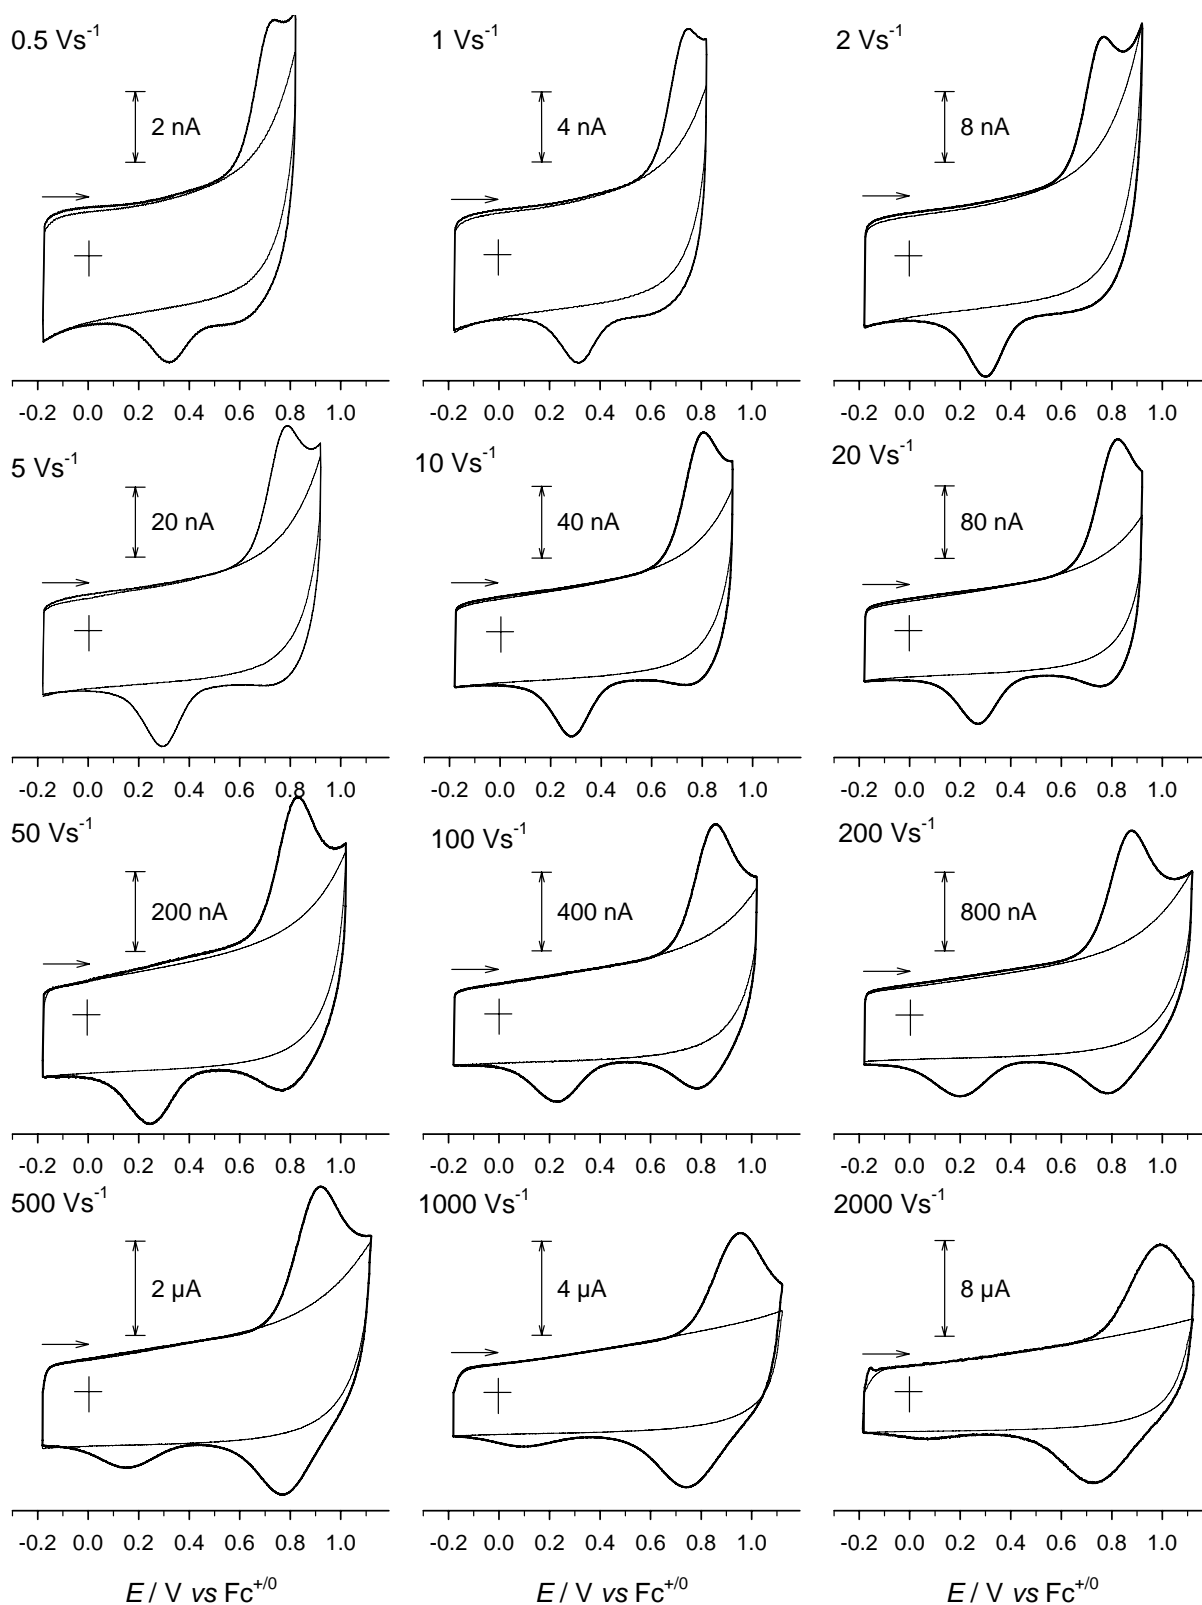 0.5 Vs⁻¹ 1 Vs⁻¹ 2 Vs⁻¹
2 nA 4 nA 8 nA
-0.2 0.0 0.2 0.4 0.6 0.8 1.0 -0.2 0.0 0.2 0.4 0.6 0.8 1.0 -0.2 0.0 0.2 0.4 0.6 0.8 1.0
5 Vs⁻¹ 10 Vs⁻¹ 20 Vs⁻¹
20 nA 40 nA 80 nA
-0.2 0.0 0.2 0.4 0.6 0.8 1.0 -0.2 0.0 0.2 0.4 0.6 0.8 1.0 -0.2 0.0 0.2 0.4 0.6 0.8 1.0
50 Vs⁻¹ 100 Vs⁻¹ 200 Vs⁻¹
200 nA 400 nA 800 nA
-0.2 0.0 0.2 0.4 0.6 0.8 1.0 -0.2 0.0 0.2 0.4 0.6 0.8 1.0 -0.2 0.0 0.2 0.4 0.6 0.8 1.0
500 Vs⁻¹ 1000 Vs⁻¹ 2000 Vs⁻¹
2 µA 4 µA 8 µA
-0.2 0.0 0.2 0.4 0.6 0.8 1.0 -0.2 0.0 0.2 0.4 0.6 0.8 1.0 -0.2 0.0 0.2 0.4 0.6 0.8 1.0
E / V vs Fc⁺ᐟ⁰ E / V vs Fc⁺ᐟ⁰ E / V vs Fc⁺ᐟ⁰